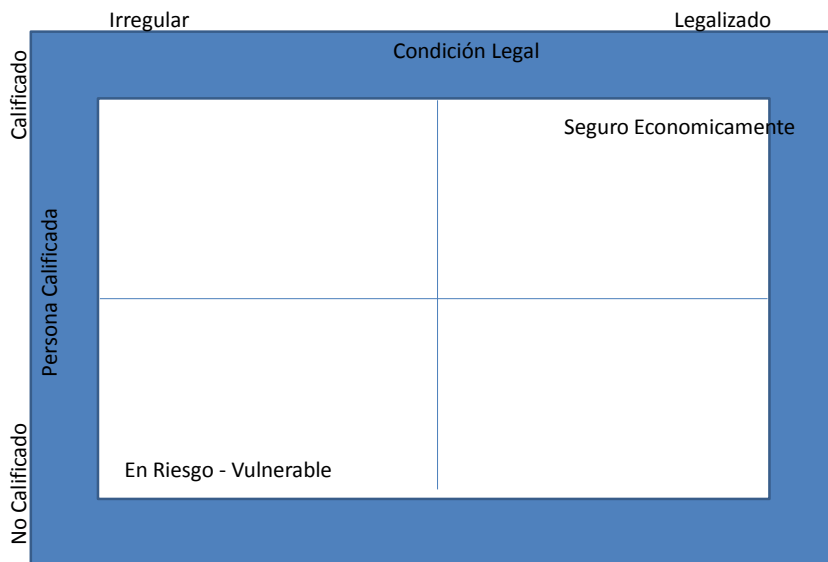 Irregular
Legalizado
Condición Legal
Calificado
Seguro Economicamente
Persona Calificada
En Riesgo - Vulnerable
No Calificado